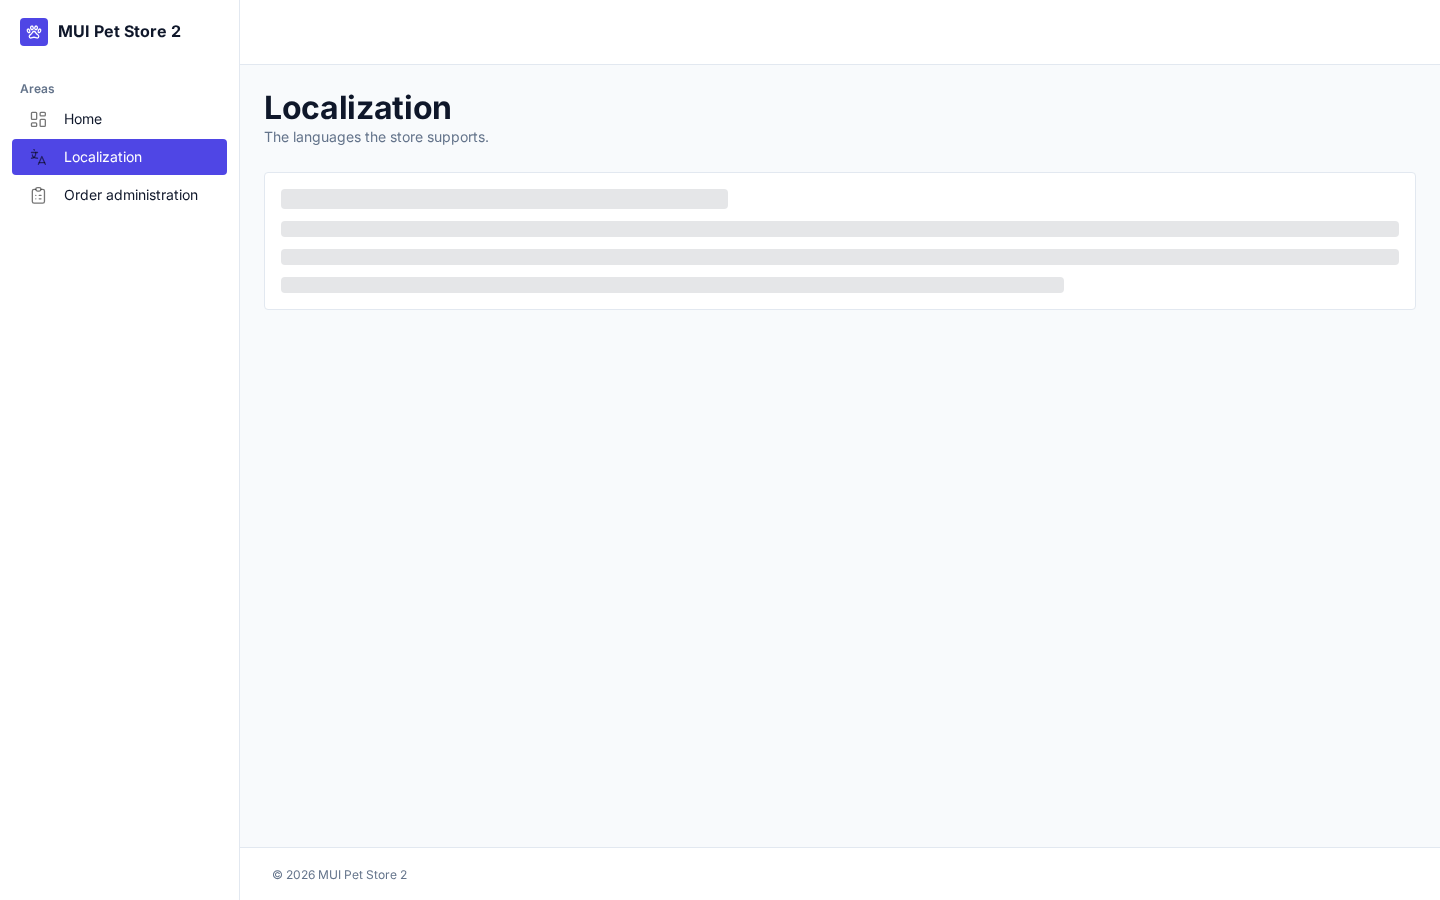 MUI Pet Store 2
Areas
Home
Localization
Order administration
Localization
The languages the store supports.
© 2026 MUI Pet Store 2